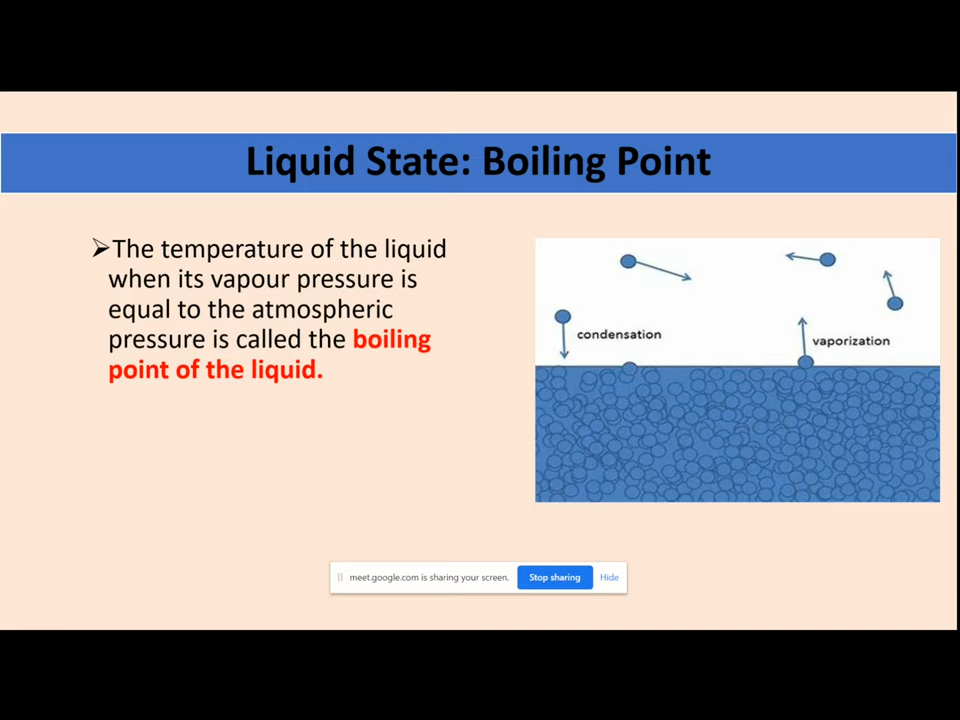 Liquid State: Boiling Point
➢The temperature of the liquid
when its vapour pressure is
equal to the atmospheric
pressure is called the boiling
point of the liquid.
condensation
vaporization
meet.google.com is sharing your screen. Stop sharing Hide